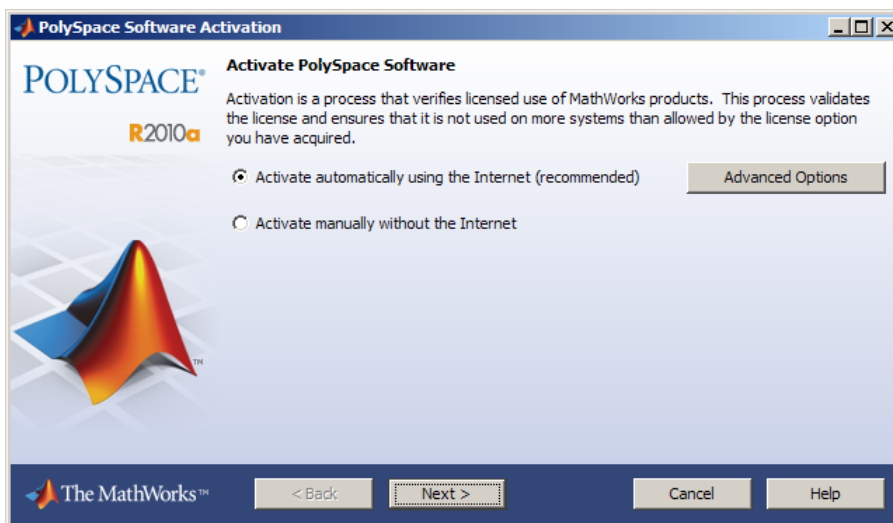 PolySpace Software Activation
POLYSPACE®
R2010a
Activate PolySpace Software
Activation is a process that verifies licensed use of MathWorks products. This process validates
the license and ensures that it is not used on more systems than allowed by the license option
you have acquired.
Activate automatically using the Internet (recommended)
Advanced Options
Activate manually without the Internet
TM
The MathWorks™
< Back
Next >
Cancel
Help